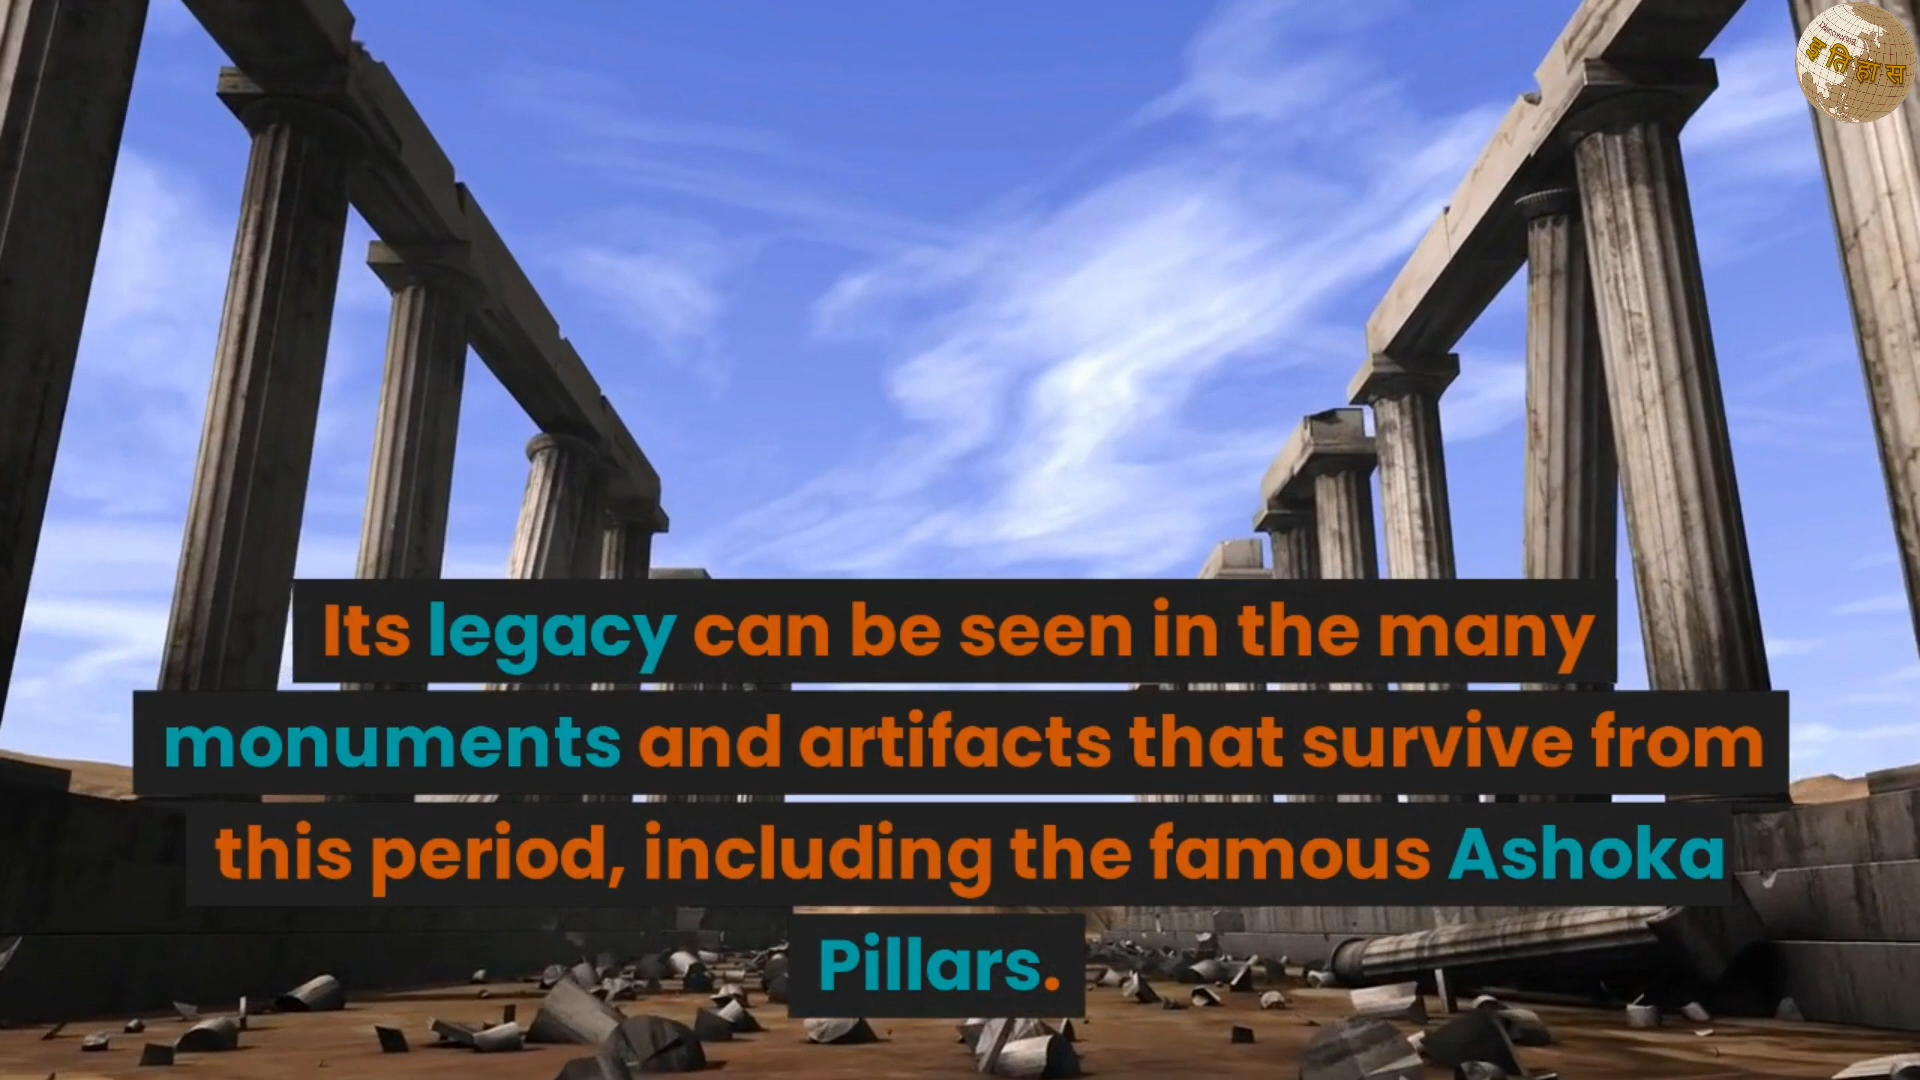 Discovering
इतिहास
Its legacy can be seen in the many
monuments and artifacts that survive from
this period, including the famous Ashoka
Pillars.